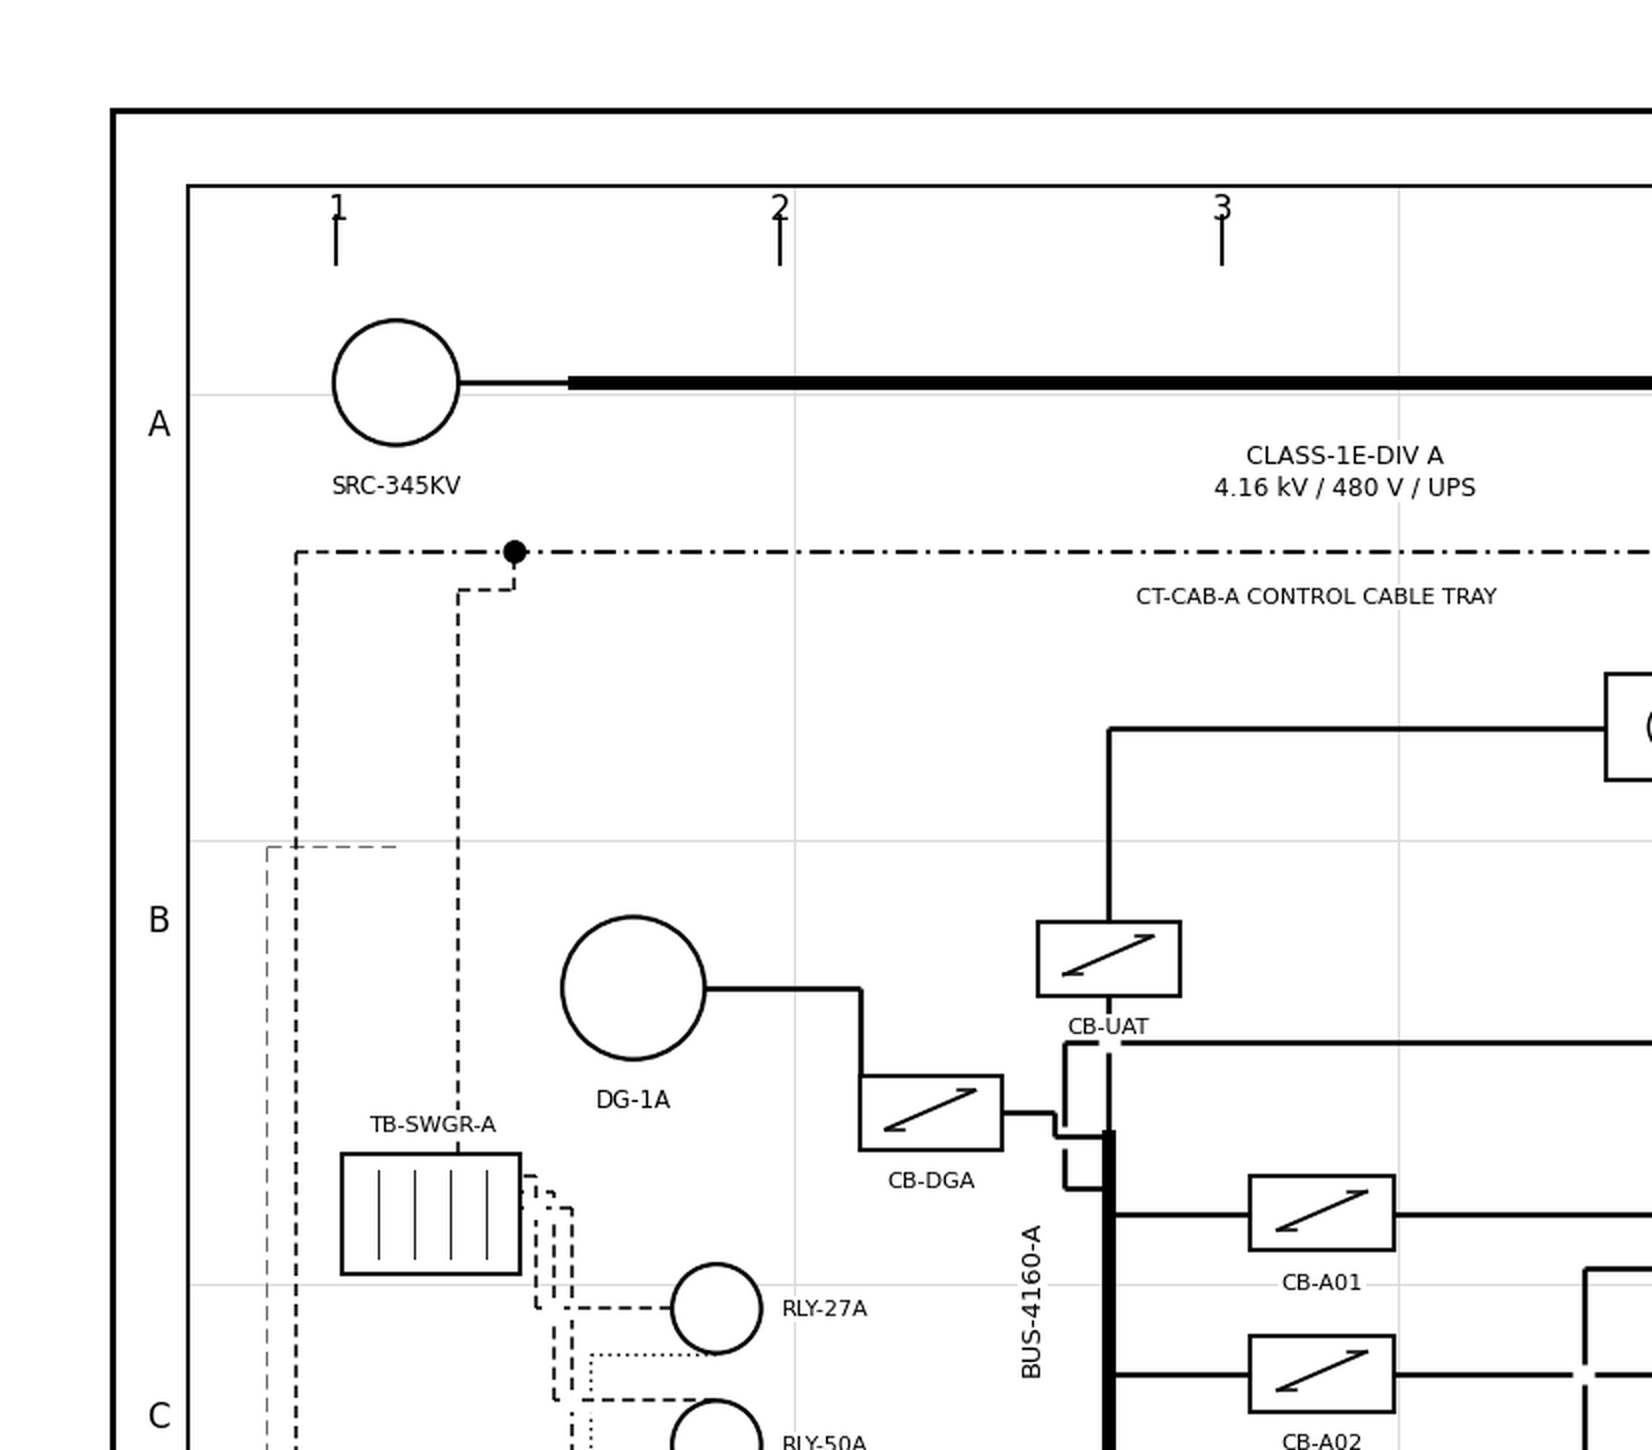 1
2
3
A
SRC-345KV
CLASS-1E-DIV A
4.16 kV / 480 V / UPS
CT-CAB-A CONTROL CABLE TRAY
B
CB-UAT
DG-1A
TB-SWGR-A
CB-DGA
BUS-4160-A
CB-A01
RLY-27A
C
RLY-50A
CB-A02